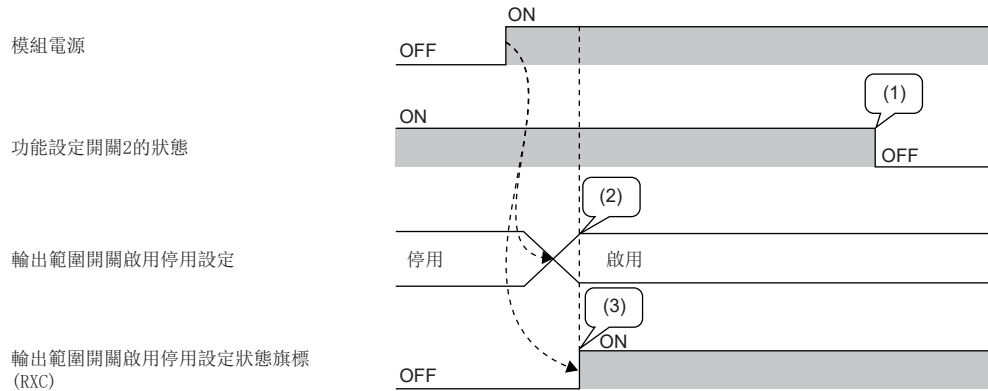 ON
模組電源
OFF
(1)
ON
功能設定開關2的狀態
OFF
(2)
輸出範圍開關啟用停用設定
停用
啟用
(3)
ON
輸出範圍開關啟用停用設定狀態旗標
(RXC)
OFF